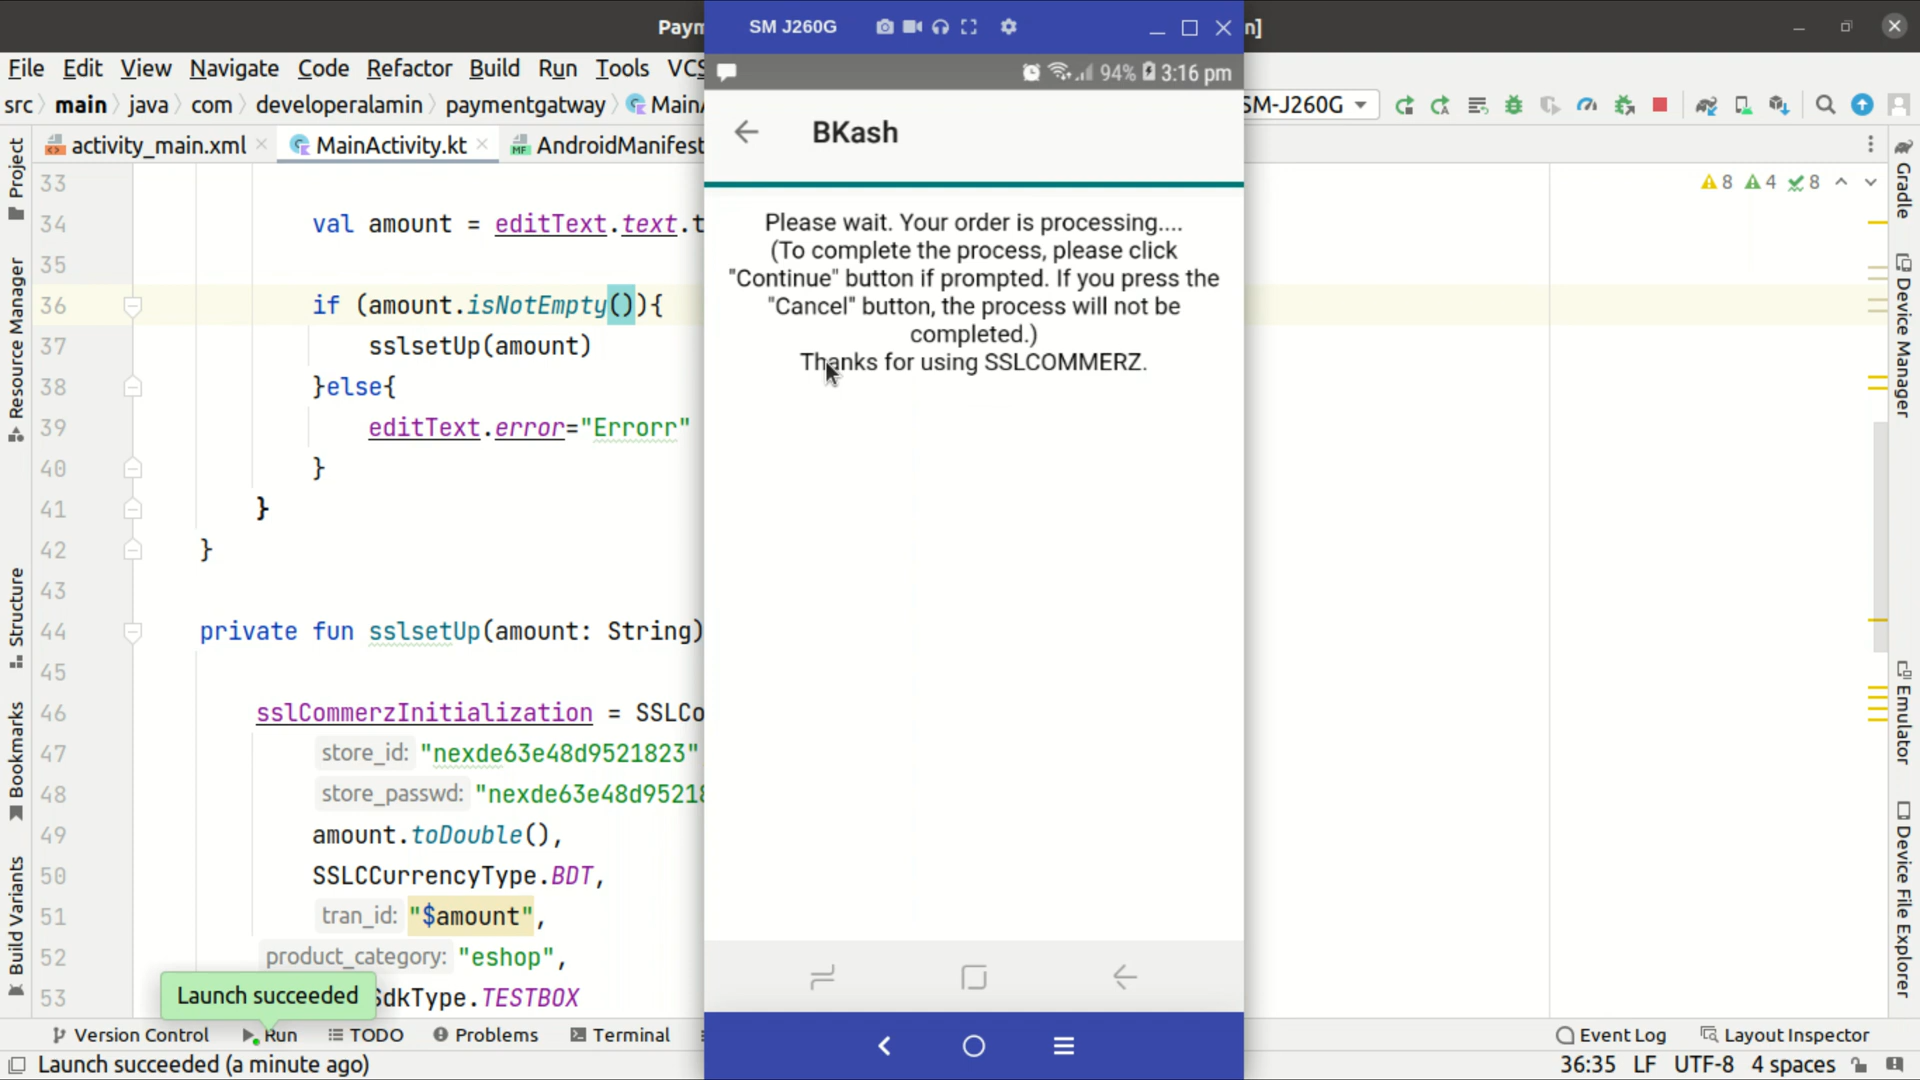 Paym
n]
SM J260G
94% 3:16 pm
File Edit View Navigate Code Refactor Build Run Tools VCS
src main java com developeralamin paymentgatway MainA
SM-J260G
activity_main.xml MainActivity.kt AndroidManifest
BKash
Please wait. Your order is processing....
(To complete the process, please click
"Continue" button if prompted. If you press the
"Cancel" button, the process will not be
completed.)
Thanks for using SSLCOMMERZ.
8 4 8
33
34 val amount = editText.text.t
35
36 if (amount.isNotEmpty()){
37 sslsetUp(amount)
38 }else{
39 editText.error="Errorr"
40 }
41 }
42 }
43
44 private fun sslsetUp(amount: String)
45
46 sslCommerzInitialization = SSLCo
47 store_id: "nexde63e48d9521823"
48 store_passwd: "nexde63e48d95218
49 amount.toDouble(),
50 SSLCCurrencyType.BDT,
51 tran_id: "$amount",
52 product_category: "eshop",
53 SdkType.TESTBOX
Launch succeeded
Project
Resource Manager
Structure
Bookmarks
Build Variants
Gradle
Device Manager
Emulator
Device File Explorer
Version Control Run TODO Problems Terminal
Event Log Layout Inspector
Launch succeeded (a minute ago)
36:35 LF UTF-8 4 spaces